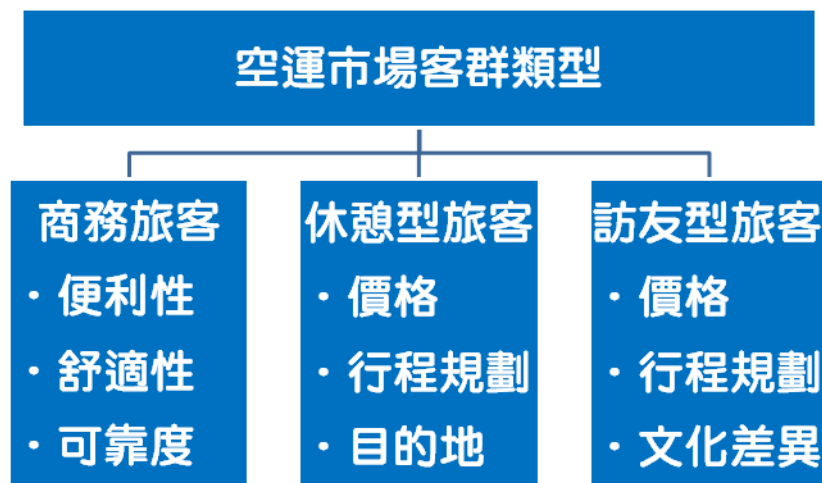 空運市場客群類型
商務旅客
・便利性
・舒適性
・可靠度
休憩型旅客
・價格
・行程規劃
・目的地
訪友型旅客
・價格
・行程規劃
・文化差異